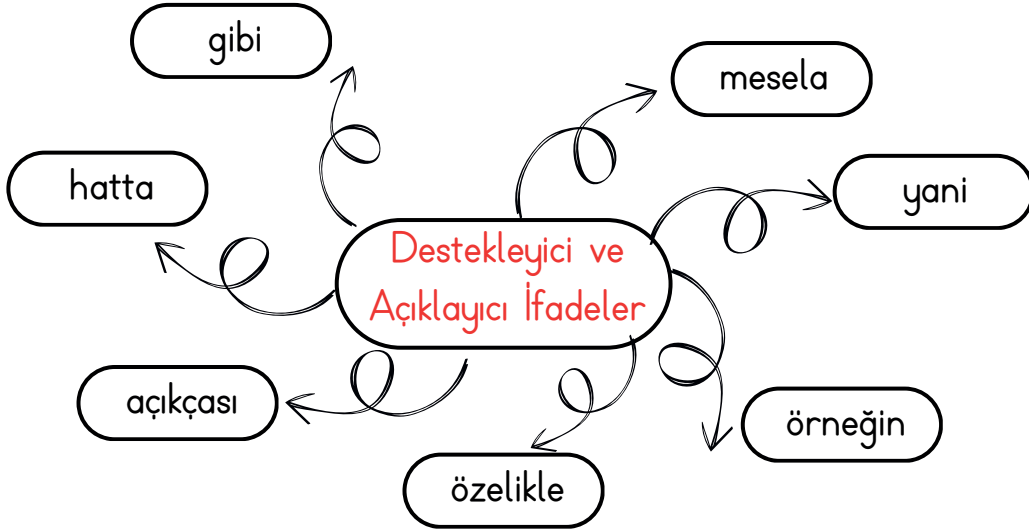 gibi
mesela
hatta
yani
Destekleyici ve
Açıklayıcı İfadeler
açıkçası
örneğin
özelikle